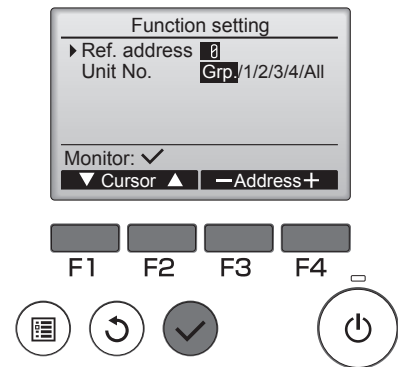 Function setting
Ref. address 0
Unit No. Grp./1/2/3/4/All
Monitor: ✓
▼ Cursor ▲ −Address+
F1 F2 F3 F4